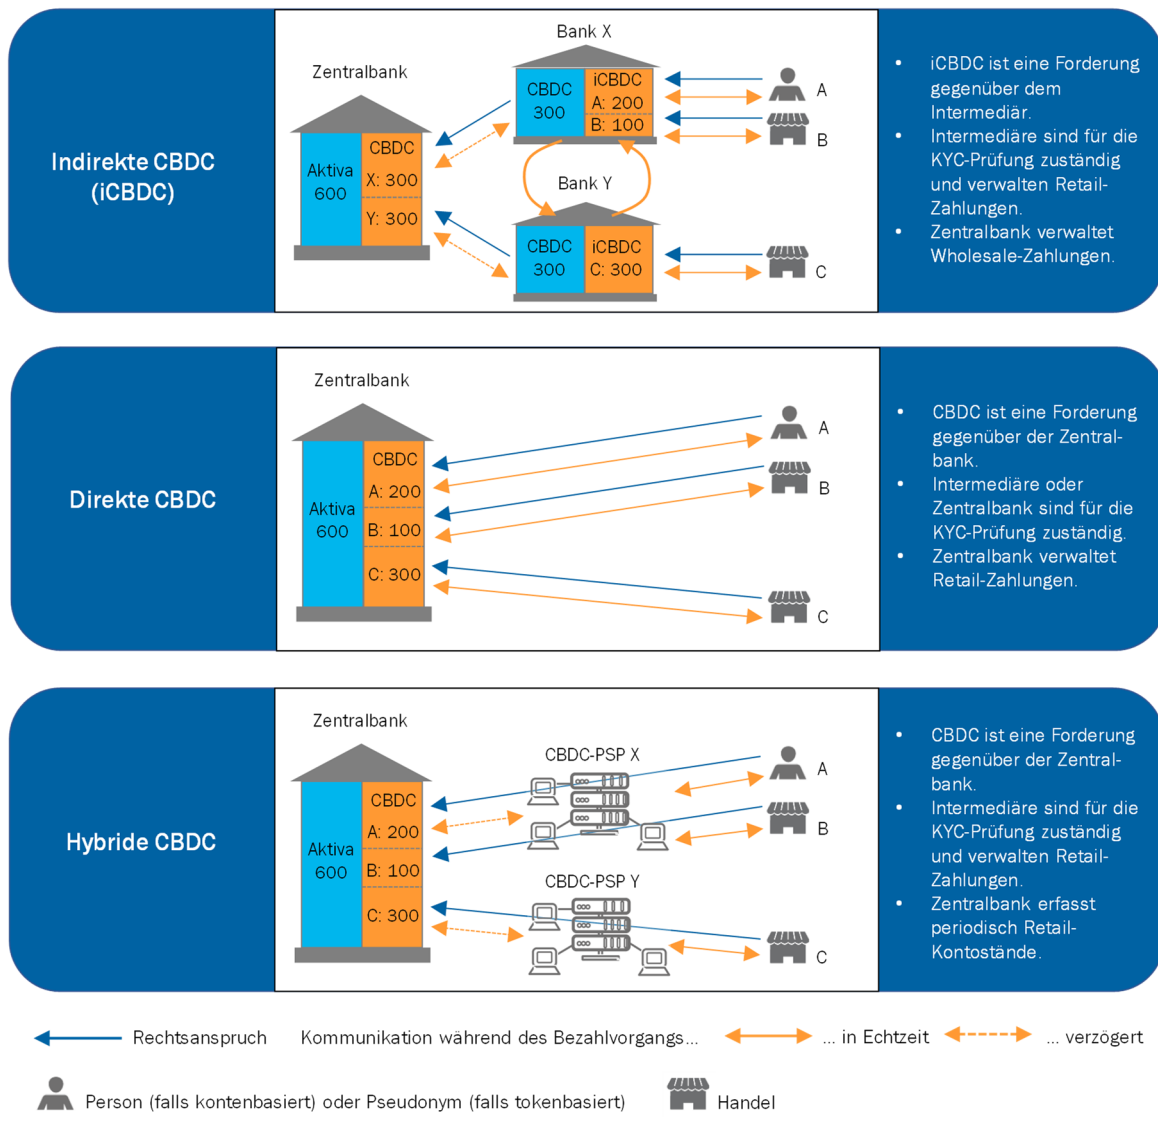 Indirekte CBDC
(iCBDC)
Zentralbank
Aktiva
600
CBDC
X: 300
Y: 300
Bank X
CBDC
300
iCBDC
A: 200
B: 100
Bank Y
CBDC
300
iCBDC
C: 300
A
B
C
• iCBDC ist eine Forderung
gegenüber dem
Intermediär.
• Intermediäre sind für die
KYC-Prüfung zuständig
und verwalten Retail-
Zahlungen.
• Zentralbank verwaltet
Wholesale-Zahlungen.
Direkte CBDC
Zentralbank
Aktiva
600
CBDC
A: 200
B: 100
C: 300
A
B
C
• CBDC ist eine Forderung
gegenüber der Zentral-
bank.
• Intermediäre oder
Zentralbank sind für die
KYC-Prüfung zuständig.
• Zentralbank verwaltet
Retail-Zahlungen.
Hybride CBDC
Zentralbank
Aktiva
600
CBDC
A: 200
B: 100
C: 300
CBDC-PSP X
CBDC-PSP Y
A
B
C
• CBDC ist eine Forderung
gegenüber der Zentral-
bank.
• Intermediäre sind für die
KYC-Prüfung zuständig
und verwalten Retail-
Zahlungen.
• Zentralbank erfasst
periodisch Retail-
Kontostände.
Rechtsanspruch Kommunikation während des Bezahlvorgangs... ... in Echtzeit ... verzögert
Person (falls kontenbasiert) oder Pseudonym (falls tokenbasiert) Handel